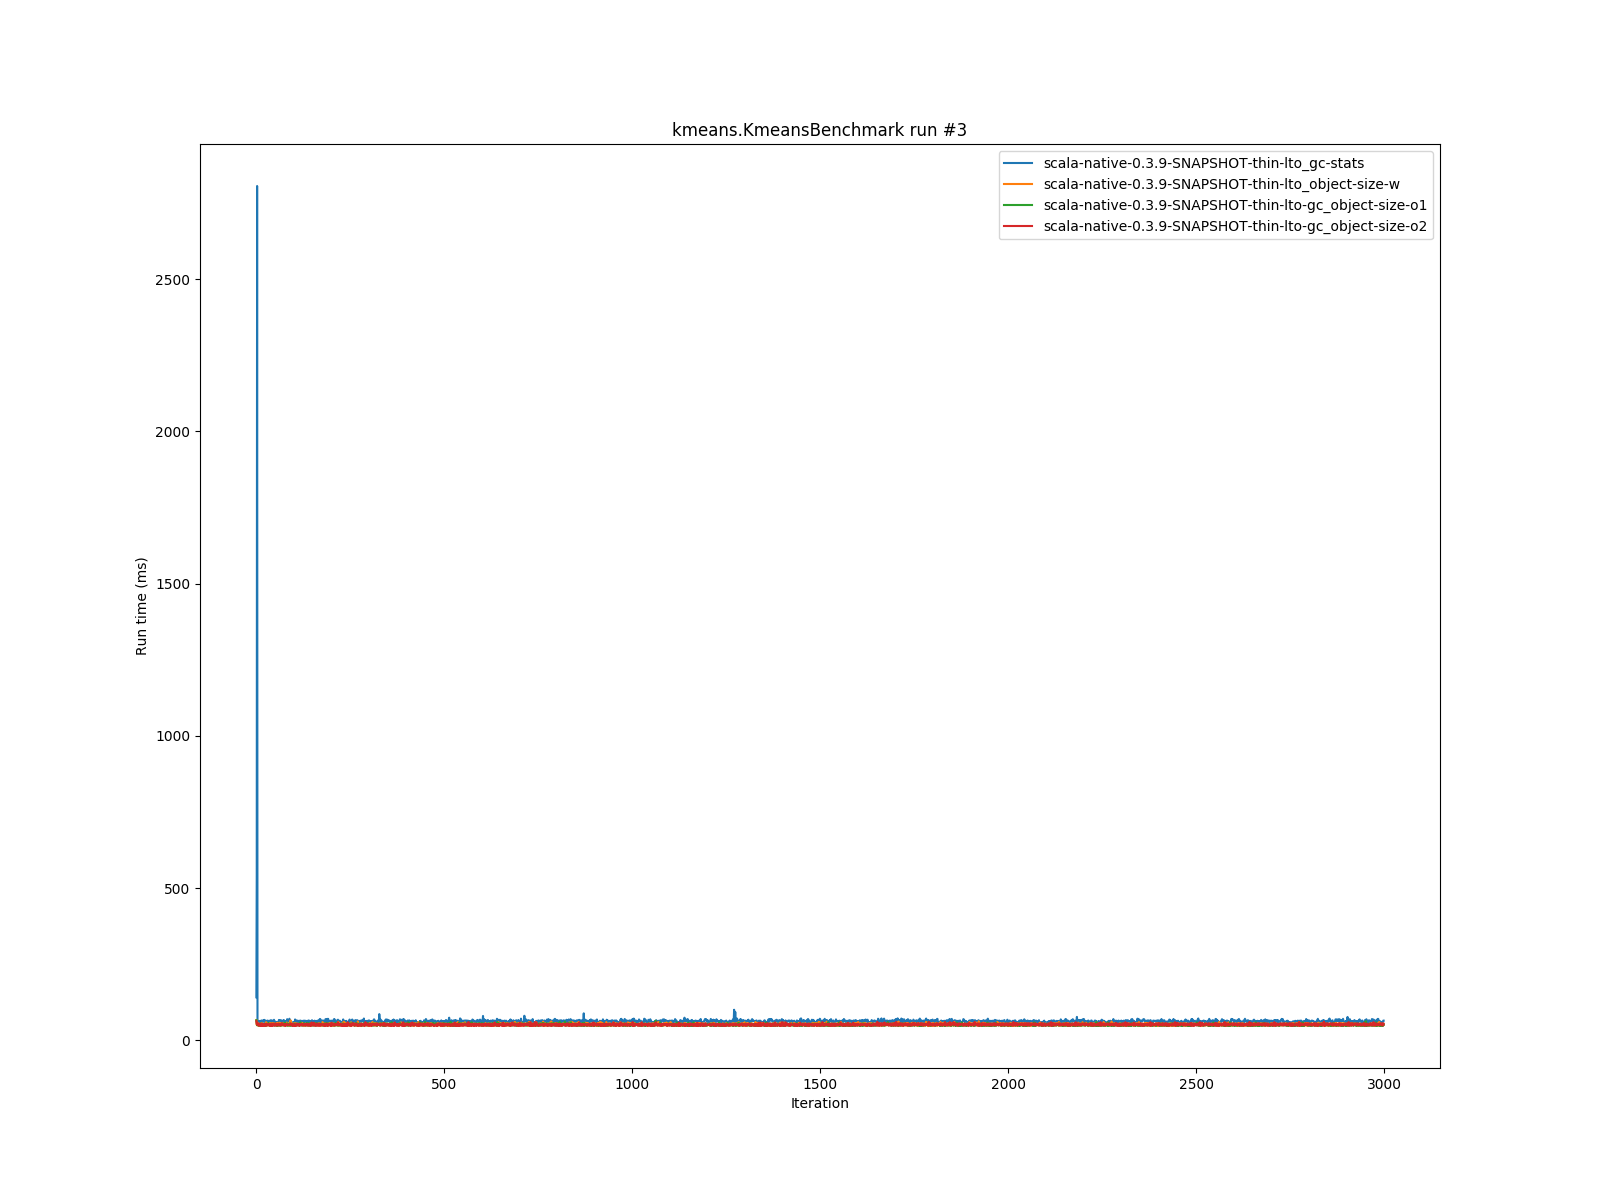 kmeans.KmeansBenchmark run #3
scala-native-0.3.9-SNAPSHOT-thin-lto_gc-stats
scala-native-0.3.9-SNAPSHOT-thin-lto_object-size-w
scala-native-0.3.9-SNAPSHOT-thin-lto-gc_object-size-o1
scala-native-0.3.9-SNAPSHOT-thin-lto-gc_object-size-o2
2500
2000
1500
1000
500
0
Run time (ms)
0 500 1000 1500 2000 2500 3000
Iteration